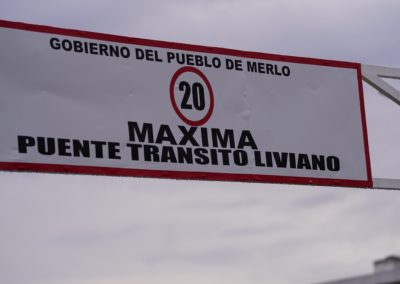 GOBIERNO DEL PUEBLO DE MERLO
20
MAXIMA
PUENTE TRANSITO LIVIANO